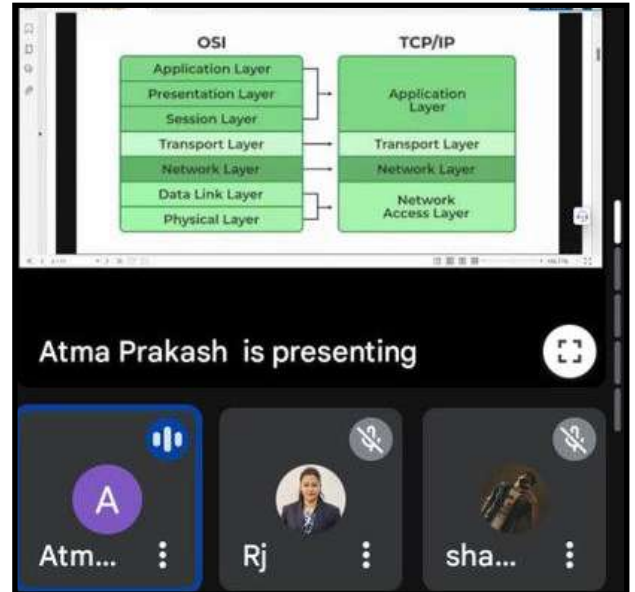 OSI
TCP/IP
Application Layer
Presentation Layer
Session Layer
Transport Layer
Network Layer
Data Link Layer
Physical Layer
Application
Layer
Transport Layer
Network Layer
Network
Access Layer
Atma Prakash is presenting
A
Atm...
Rj
sha...